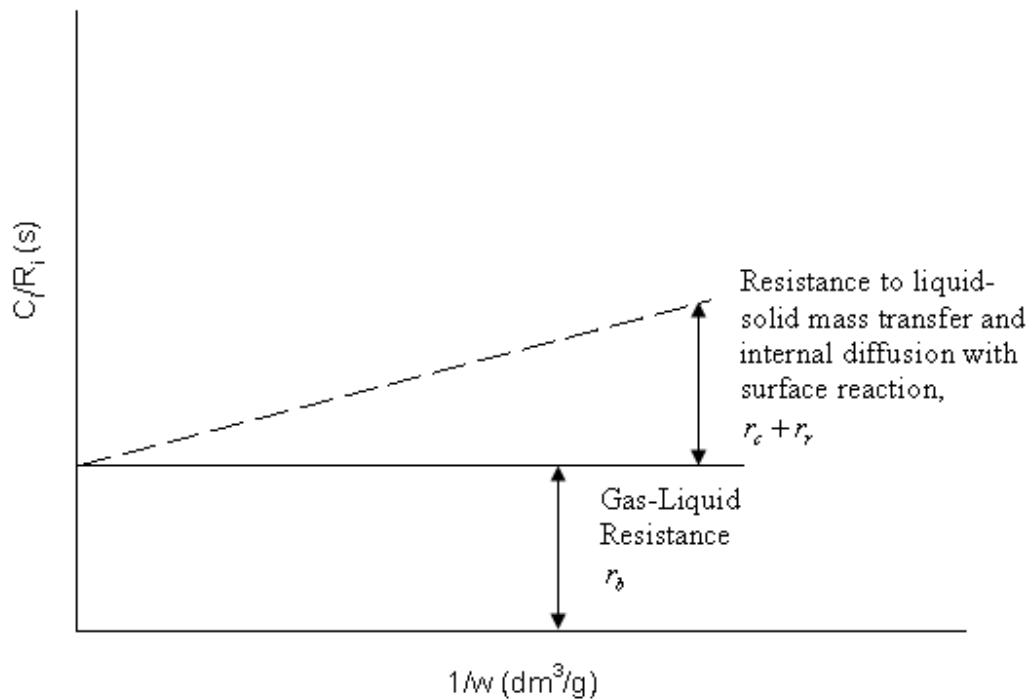 C_i/R_i (s)
Resistance to liquid-
solid mass transfer and
internal diffusion with
surface reaction,
r_c + r_r
Gas-Liquid
Resistance
r_b
1/w (dm³/g)